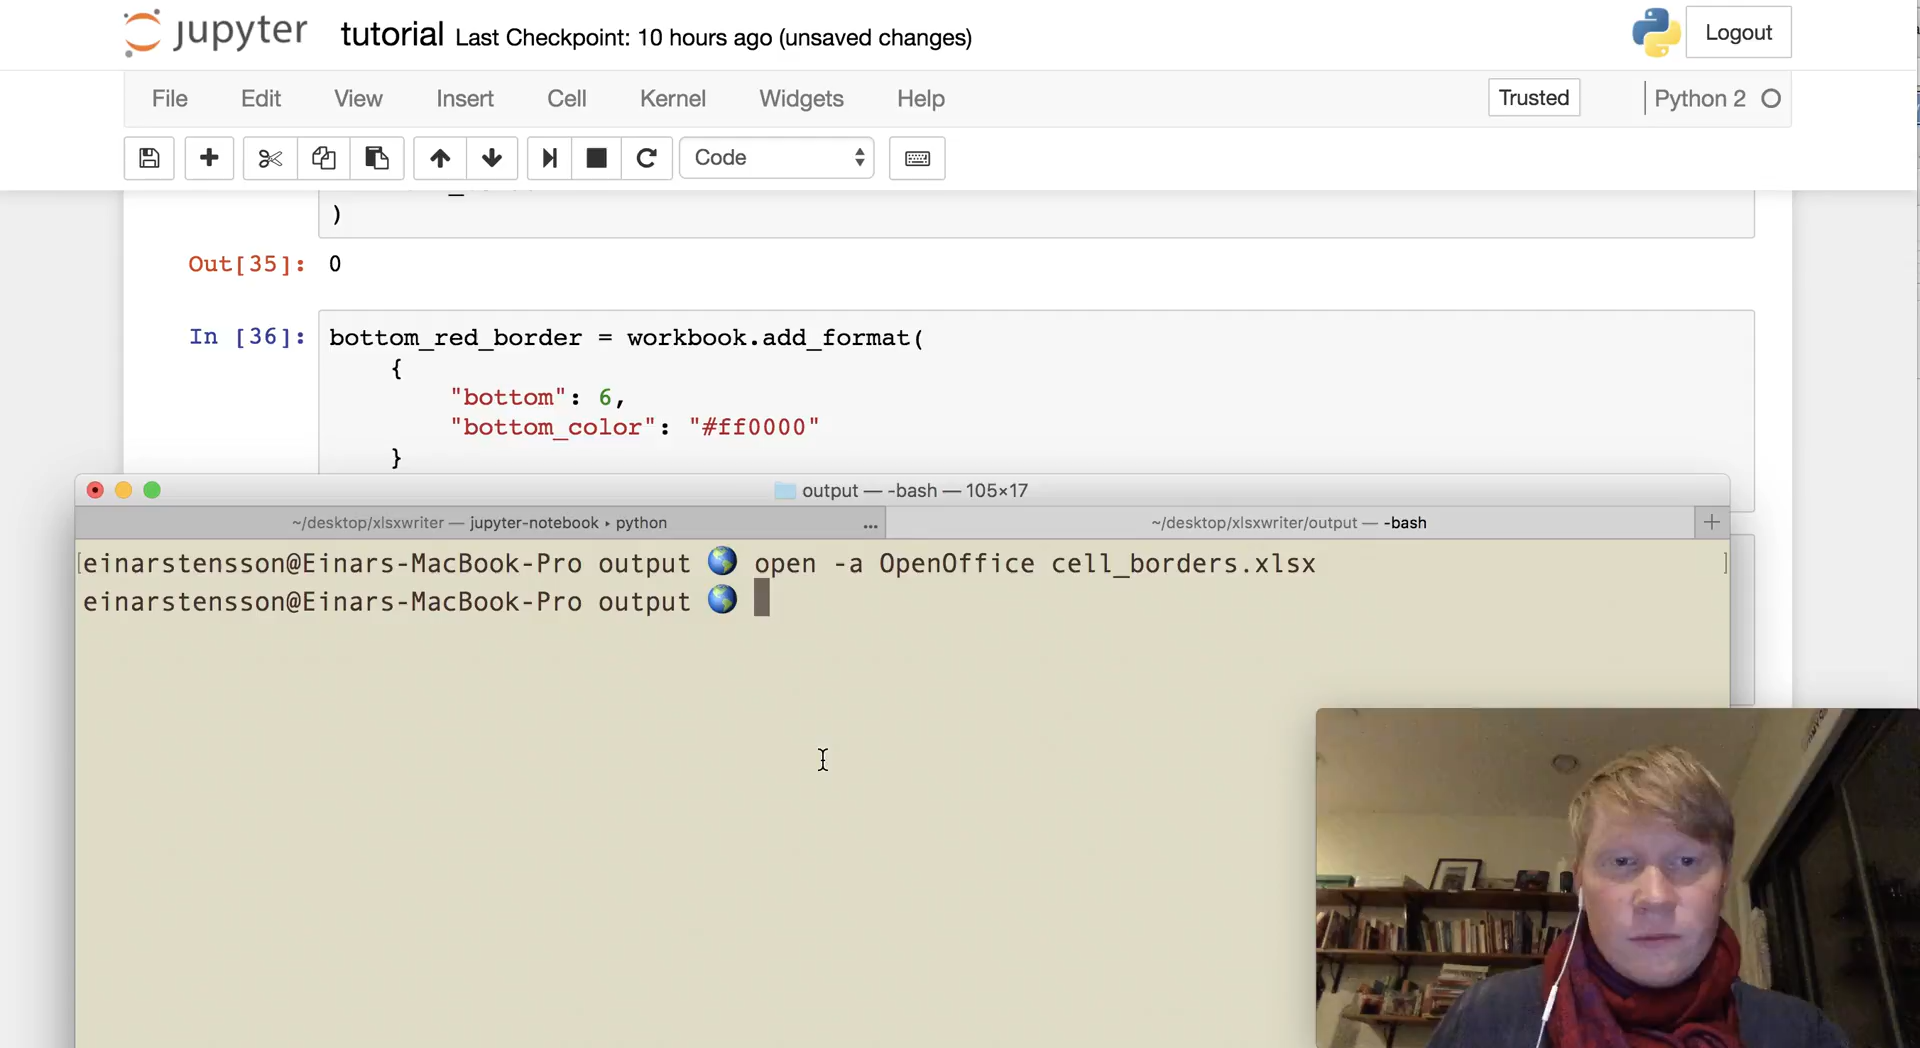 jupyter tutorial Last Checkpoint: 10 hours ago (unsaved changes) Logout
File Edit View Insert Cell Kernel Widgets Help Trusted Python 2
Code
)
Out[35]: 0
In [36]: bottom_red_border = workbook.add_format(
{
"bottom": 6,
"bottom_color": "#ff0000"
}
output — -bash — 105×17
~/desktop/xlsxwriter — jupyter-notebook ▸ python ... ~/desktop/xlsxwriter/output — -bash
[einarstensson@Einars-MacBook-Pro output 🌎 open -a OpenOffice cell_borders.xlsx ]
einarstensson@Einars-MacBook-Pro output 🌎